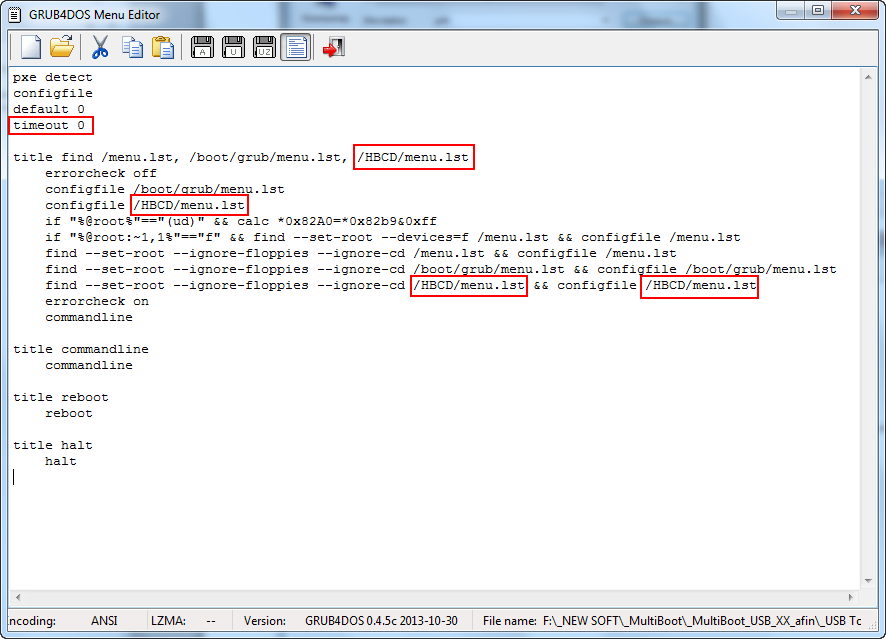 GRUB4DOS Menu Editor
A U UZ
pxe detect
configfile
default 0
timeout 0
title find /menu.lst, /boot/grub/menu.lst, /HBCD/menu.lst
errorcheck off
configfile /boot/grub/menu.lst
configfile /HBCD/menu.lst
if "%@root%"=="(ud)" && calc *0x82A0=*0x82b9&0xff
if "%@root:~1,1%"=="f" && find --set-root --devices=f /menu.lst && configfile /menu.lst
find --set-root --ignore-floppies --ignore-cd /menu.lst && configfile /menu.lst
find --set-root --ignore-floppies --ignore-cd /boot/grub/menu.lst && configfile /boot/grub/menu.lst
find --set-root --ignore-floppies --ignore-cd /HBCD/menu.lst && configfile /HBCD/menu.lst
errorcheck on
commandline
title commandline
commandline
title reboot
reboot
title halt
halt
ncoding: ANSI LZMA: -- Version: GRUB4DOS 0.4.5c 2013-10-30 File name: F:\_NEW SOFT\_MultiBoot\_MultiBoot_USB_XX_afin\_USB Tc